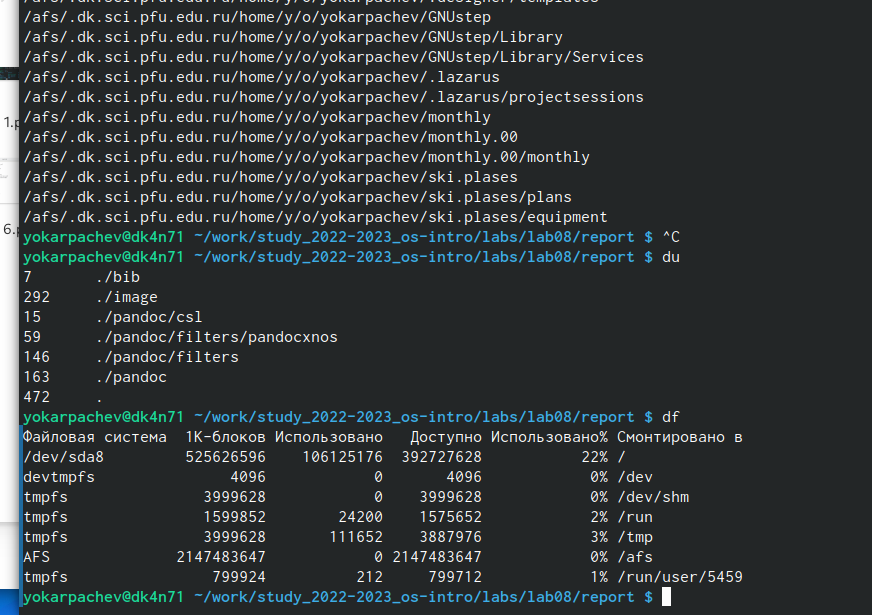 /afs/.dk.sci.pfu.edu.ru/home/y/o/yokarpachev/.designer/templates
/afs/.dk.sci.pfu.edu.ru/home/y/o/yokarpachev/GNUstep
/afs/.dk.sci.pfu.edu.ru/home/y/o/yokarpachev/GNUstep/Library
/afs/.dk.sci.pfu.edu.ru/home/y/o/yokarpachev/GNUstep/Library/Services
/afs/.dk.sci.pfu.edu.ru/home/y/o/yokarpachev/.lazarus
/afs/.dk.sci.pfu.edu.ru/home/y/o/yokarpachev/.lazarus/projectsessions
/afs/.dk.sci.pfu.edu.ru/home/y/o/yokarpachev/monthly
/afs/.dk.sci.pfu.edu.ru/home/y/o/yokarpachev/monthly.00
/afs/.dk.sci.pfu.edu.ru/home/y/o/yokarpachev/monthly.00/monthly
/afs/.dk.sci.pfu.edu.ru/home/y/o/yokarpachev/ski.plases
/afs/.dk.sci.pfu.edu.ru/home/y/o/yokarpachev/ski.plases/plans
/afs/.dk.sci.pfu.edu.ru/home/y/o/yokarpachev/ski.plases/equipment
yokarpachev@dk4n71 ~/work/study_2022-2023_os-intro/labs/lab08/report $ ^C
yokarpachev@dk4n71 ~/work/study_2022-2023_os-intro/labs/lab08/report $ du
7 ./bib
292 ./image
15 ./pandoc/csl
59 ./pandoc/filters/pandocxnos
146 ./pandoc/filters
163 ./pandoc
472 .
yokarpachev@dk4n71 ~/work/study_2022-2023_os-intro/labs/lab08/report $ df
Файловая система 1K-блоков Использовано Доступно Использовано% Смонтировано в
/dev/sda8 525626596 106125176 392727628 22% /
devtmpfs 4096 0 4096 0% /dev
tmpfs 3999628 0 3999628 0% /dev/shm
tmpfs 1599852 24200 1575652 2% /run
tmpfs 3999628 111652 3887976 3% /tmp
AFS 2147483647 0 2147483647 0% /afs
tmpfs 799924 212 799712 1% /run/user/5459
yokarpachev@dk4n71 ~/work/study_2022-2023_os-intro/labs/lab08/report $